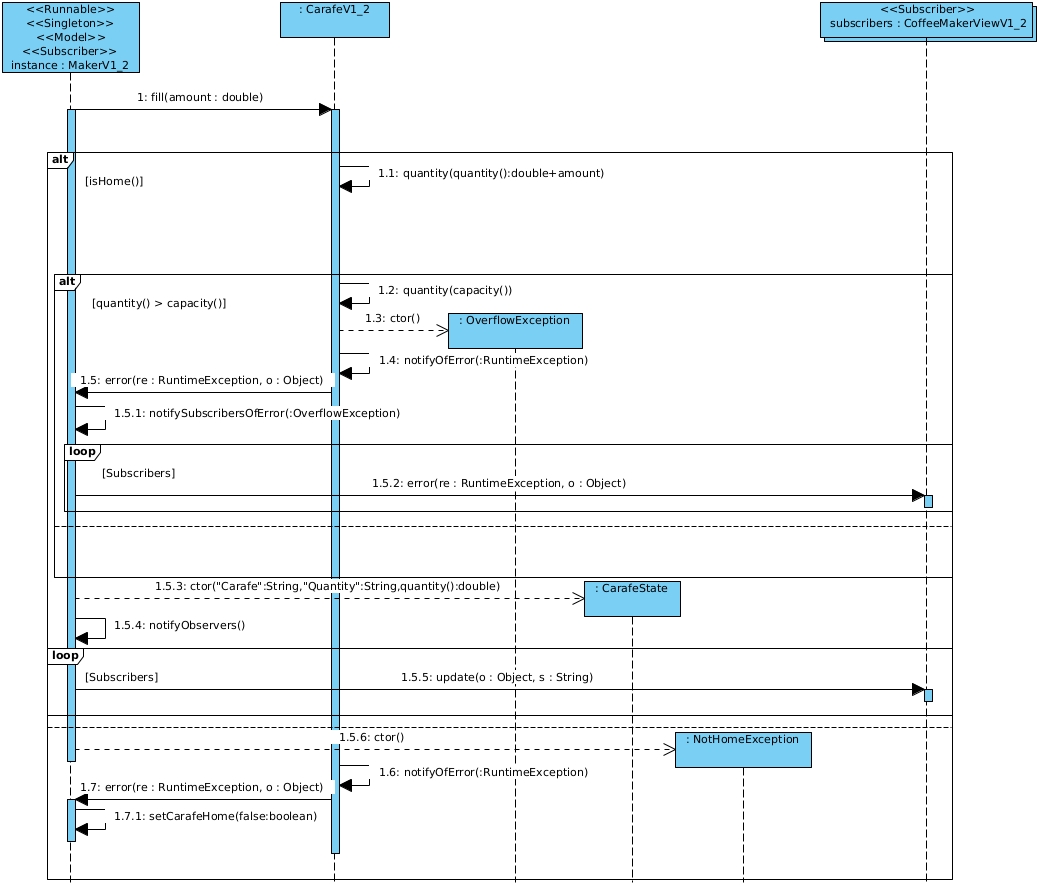 <<Runnable>>
<<Singleton>
<<Model>>
<<Subscriber>>
instance : MakerV1_2
: CarafeV1_2
<<Subscriber>>
subscribers : CoffeeMakerViewV1_2
1: fill(amount : double)
alt
[isHome()]
1.1: quantity(quantity():double+amount)
alt
[quantity() > capacity()]
1.2: quantity(capacity())
1.3: ctor()
: OverflowException
1.4: notifyOfError(:RuntimeException)
1.5: error(re : RuntimeException, o : Object)
1.5.1: notifySubscribersOfError(:OverflowException)
loop
[Subscribers]
1.5.2: error(re : RuntimeException, o : Object)
1.5.3: ctor("Carafe":String,"Quantity":String,quantity():double)
: CarafeState
1.5.4: notifyObservers()
loop
[Subscribers]
1.5.5: update(o : Object, s : String)
1.5.6: ctor()
: NotHomeException
1.6: notifyOfError(:RuntimeException)
1.7: error(re : RuntimeException, o : Object)
1.7.1: setCarafeHome(false:boolean)